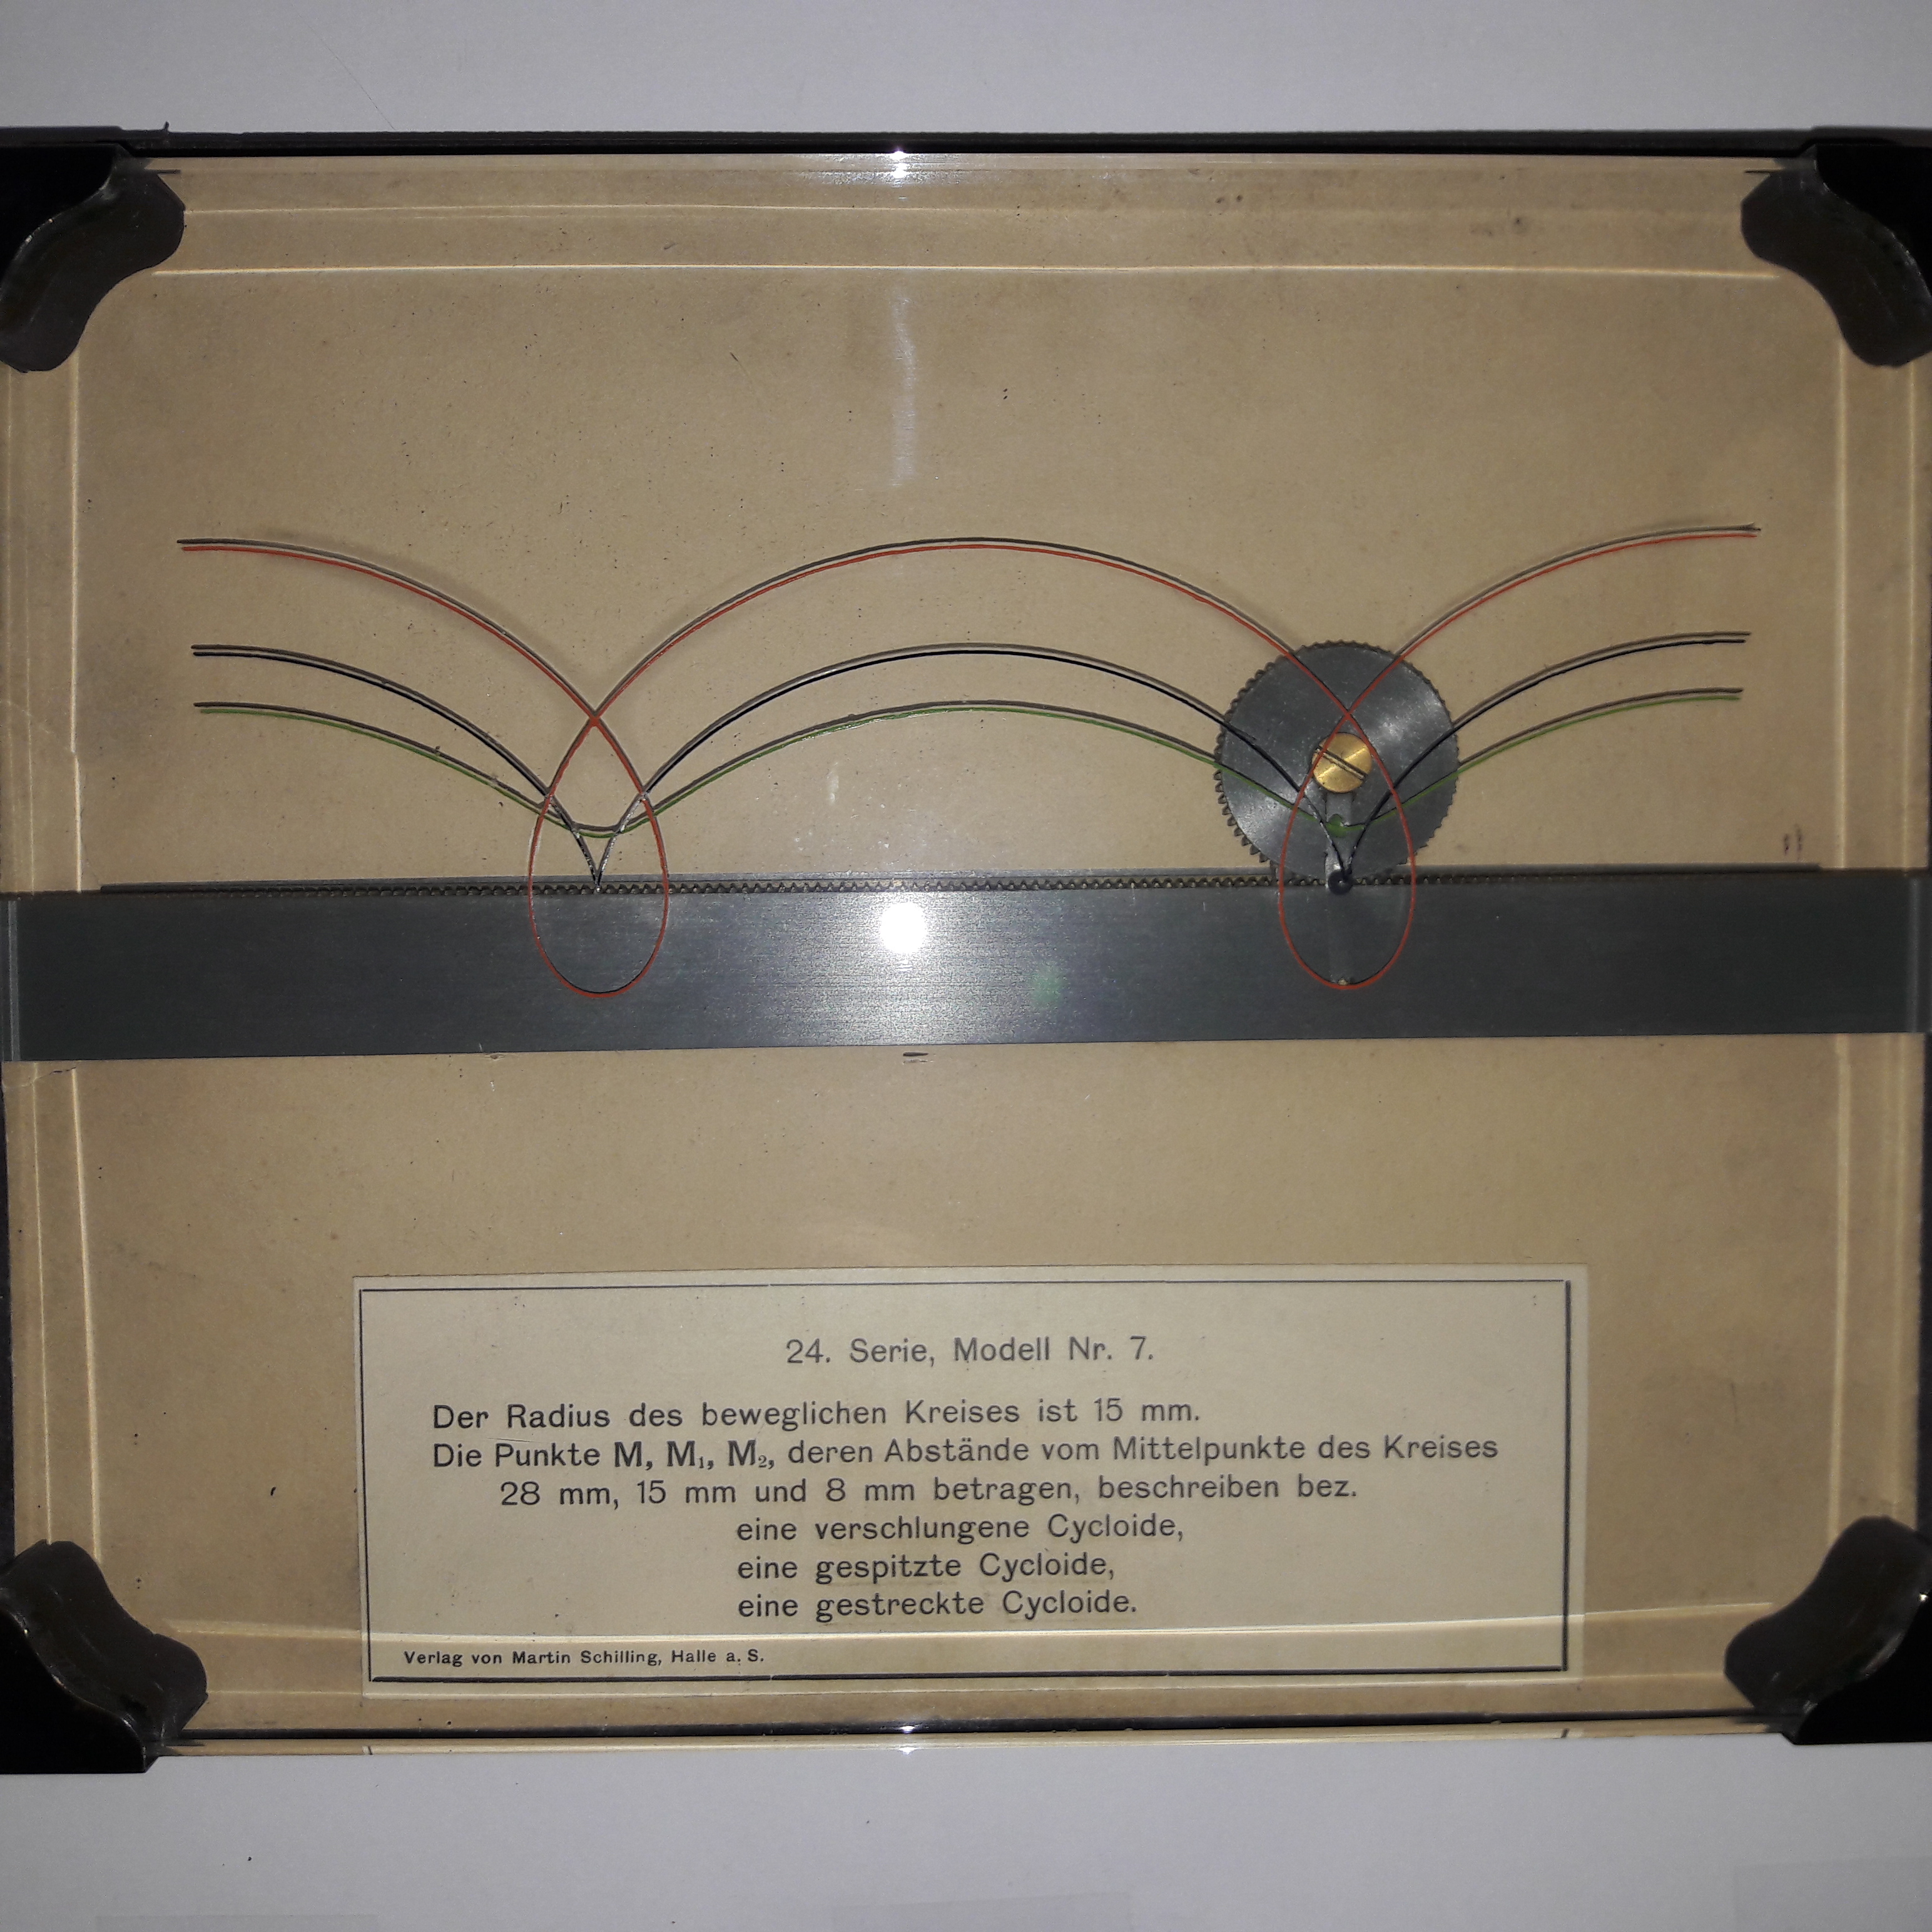 24. Serie, Modell Nr. 7.
Der Radius des beweglichen Kreises ist 15 mm.
Die Punkte M, M₁, M₂, deren Abstände vom Mittelpunkte des Kreises
28 mm, 15 mm und 8 mm betragen, beschreiben bez.
eine verschlungene Cycloide,
eine gespitzte Cycloide,
eine gestreckte Cycloide.
Verlag von Martin Schilling, Halle a. S.